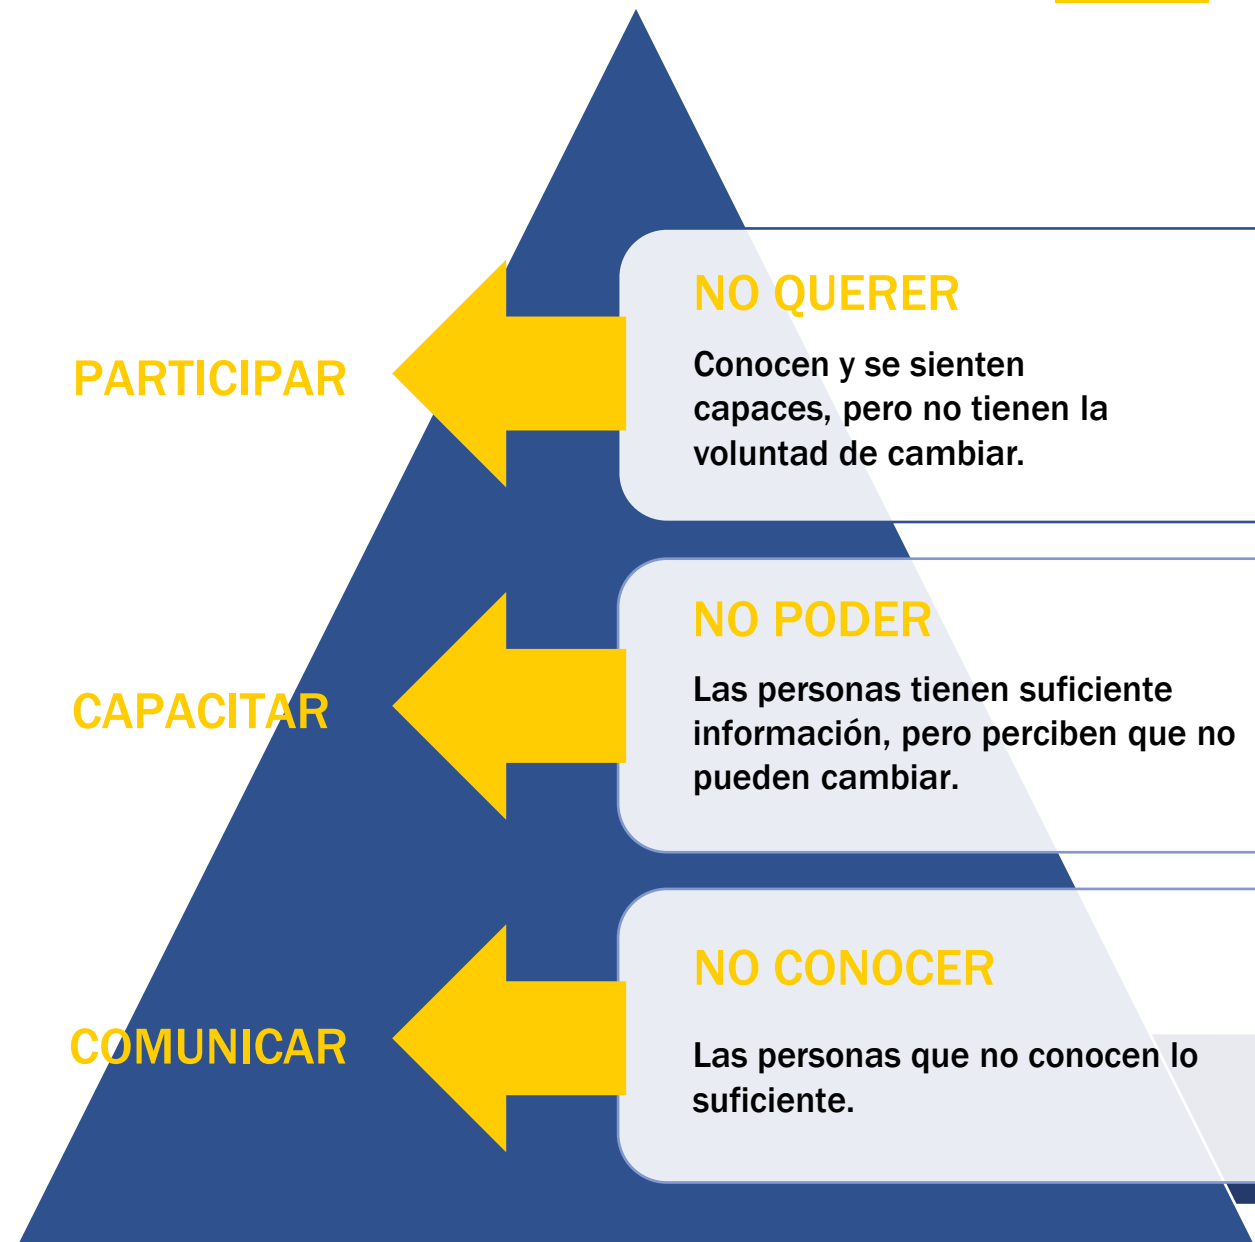 NO QUERER
PARTICIPAR
Conocen y se sienten
capaces, pero no tienen la
voluntad de cambiar.
NO PODER
CAPACITAR
Las personas tienen suficiente
información, pero perciben que no
pueden cambiar.
NO CONOCER
COMUNICAR
Las personas que no conocen lo
suficiente.